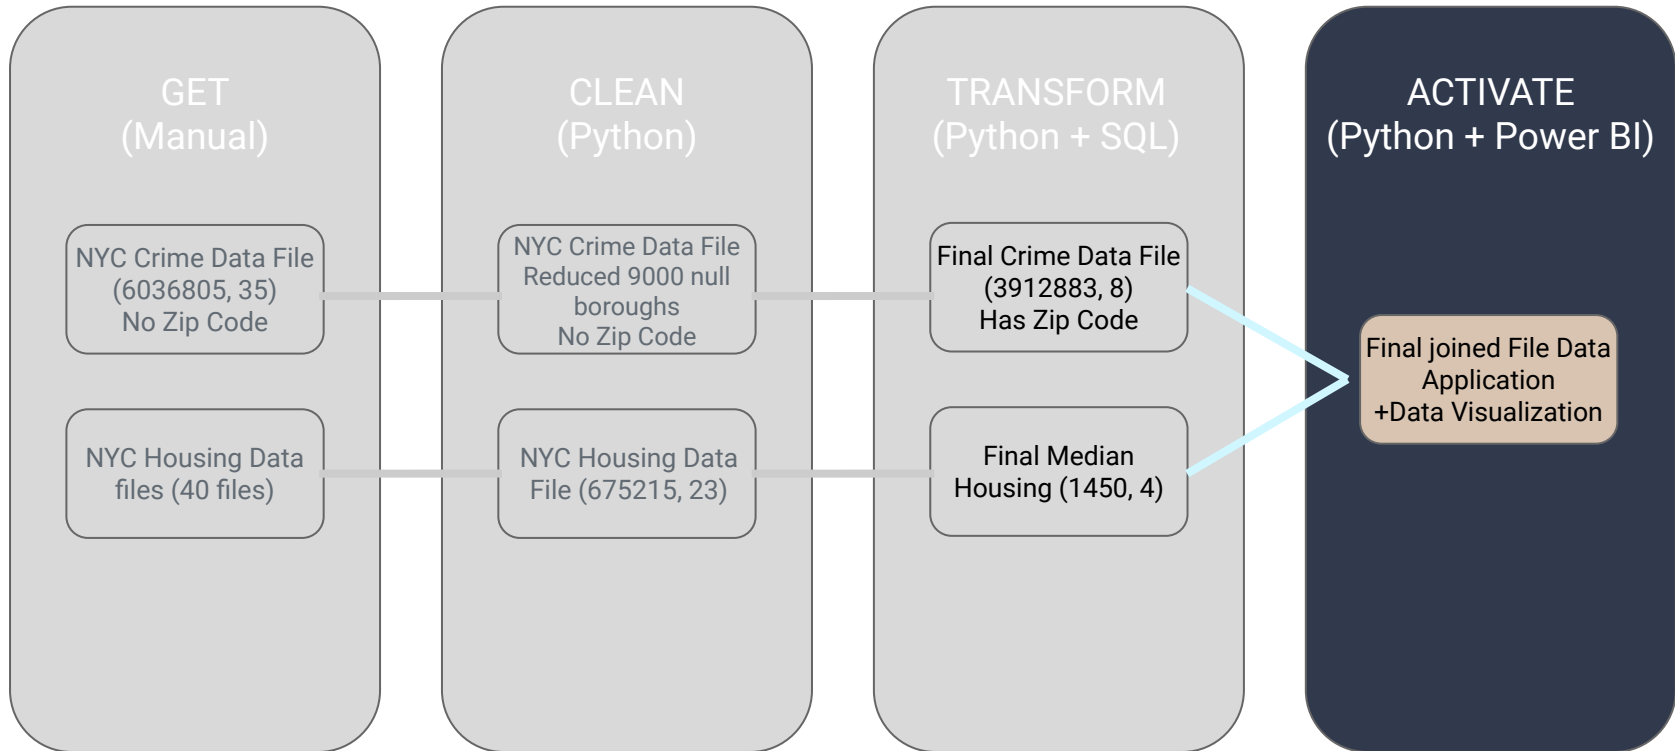 GET
(Manual)
NYC Crime Data File
(6036805, 35)
No Zip Code
NYC Housing Data
files (40 files)
CLEAN
(Python)
NYC Crime Data File
Reduced 9000 null
boroughs
No Zip Code
NYC Housing Data
File (675215, 23)
TRANSFORM
(Python + SQL)
Final Crime Data File
(3912883, 8)
Has Zip Code
Final Median
Housing (1450, 4)
ACTIVATE
(Python + Power BI)
Final joined File Data
Application
+Data Visualization